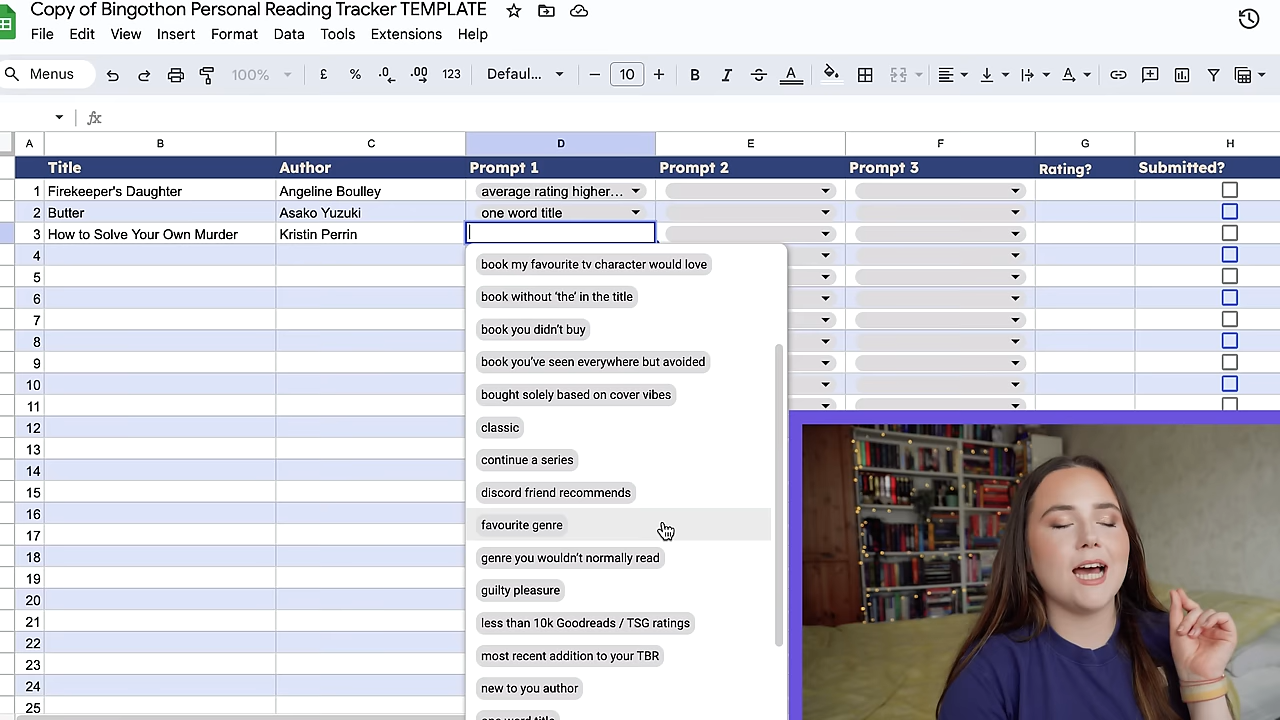 Copy of Bingothon Personal Reading Tracker TEMPLATE
File Edit View Insert Format Data Tools Extensions Help
Menus 100% £ % .0 .00 123 Defaul... 10 B I S A
fx
A B C D E F G H
Title Author Prompt 1 Prompt 2 Prompt 3 Rating? Submitted?
1 Firekeeper's Daughter Angeline Boulley average rating higher...
2 Butter Asako Yuzuki one word title
3 How to Solve Your Own Murder Kristin Perrin
4
book my favourite tv character would love
5
book without ‘the’ in the title
6
7
book you didn’t buy
8
book you’ve seen everywhere but avoided
9
10
bought solely based on cover vibes
11
12
classic
13
continue a series
14
15
discord friend recommends
16
favourite genre
17
18
genre you wouldn’t normally read
19
guilty pleasure
20
21
less than 10k Goodreads / TSG ratings
22
most recent addition to your TBR
23
24
new to you author
25
one word title